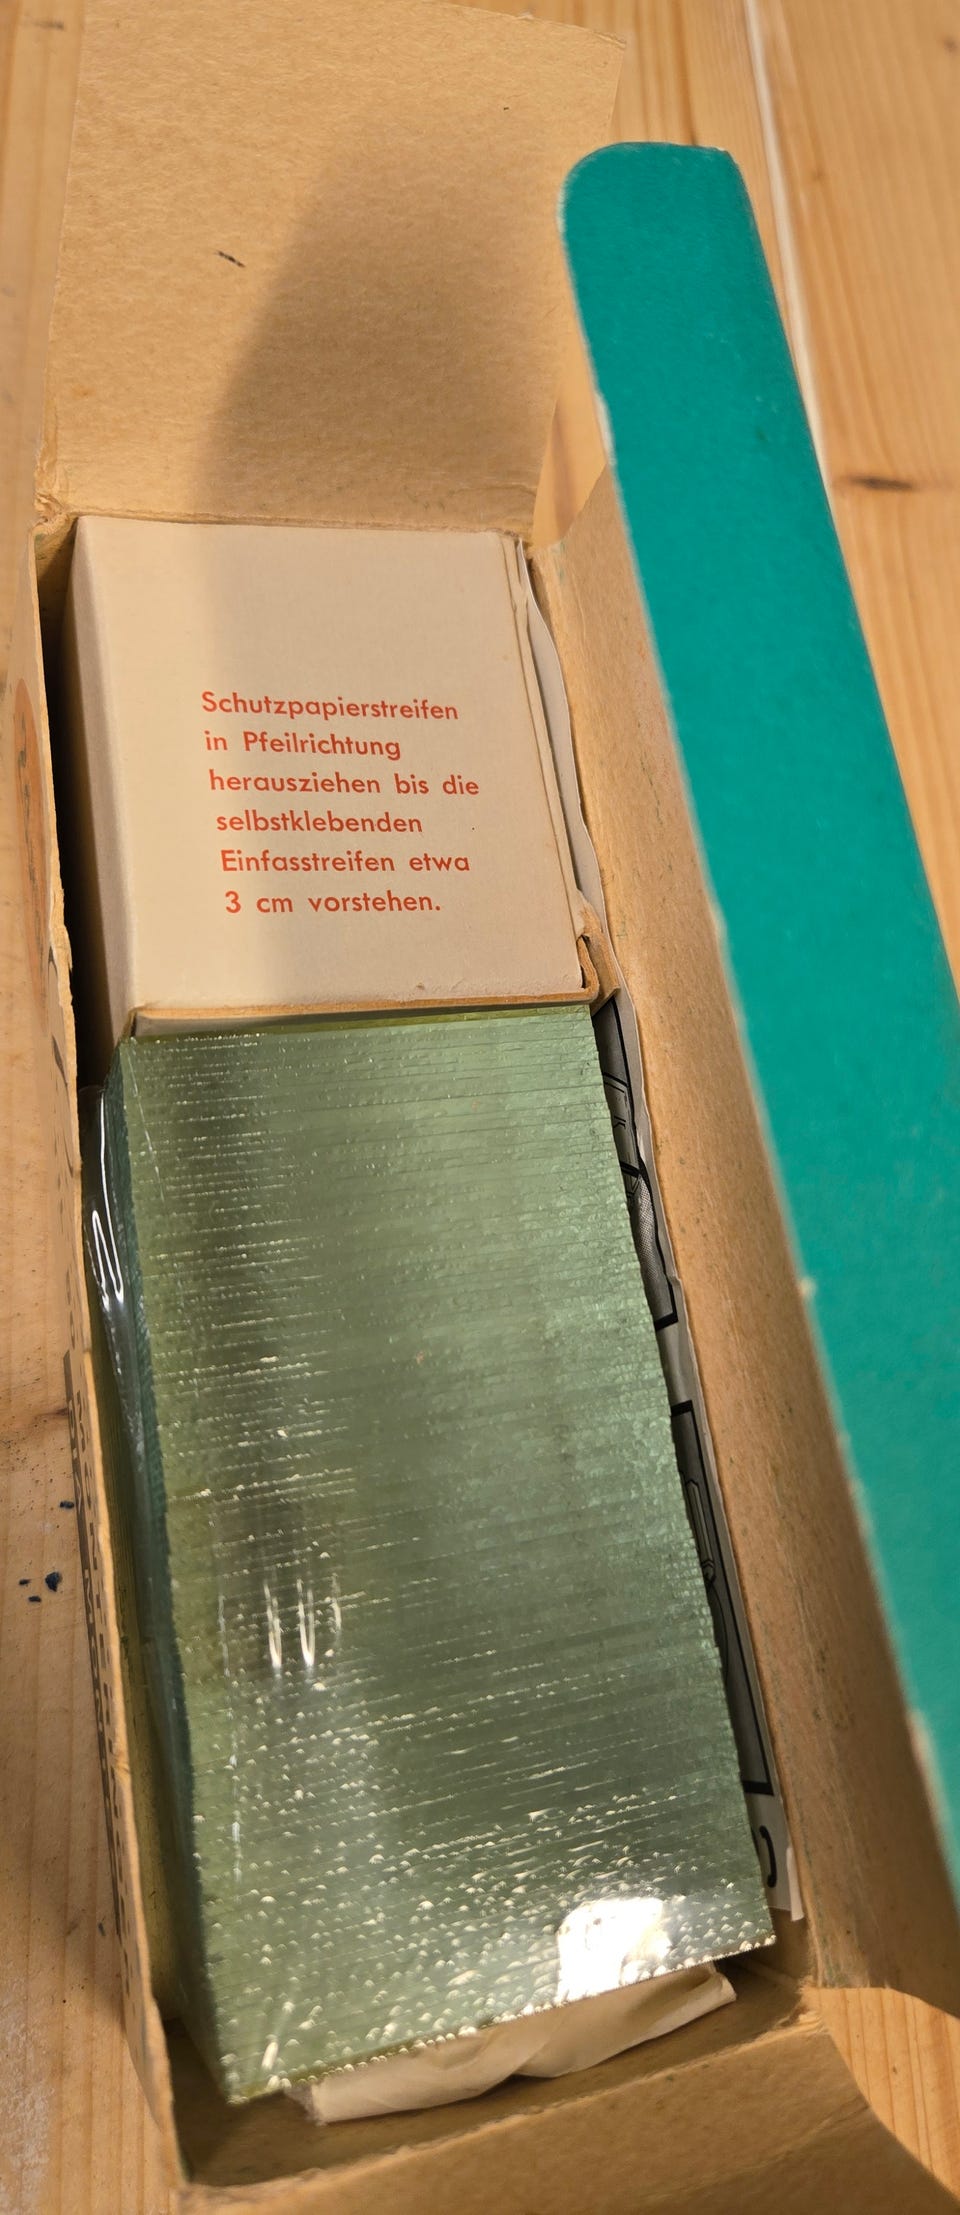 Schutzpapierstreifen
in Pfeilrichtung
herausziehen bis die
selbstklebenden
Einfasstreifen etwa
3 cm vorstehen.